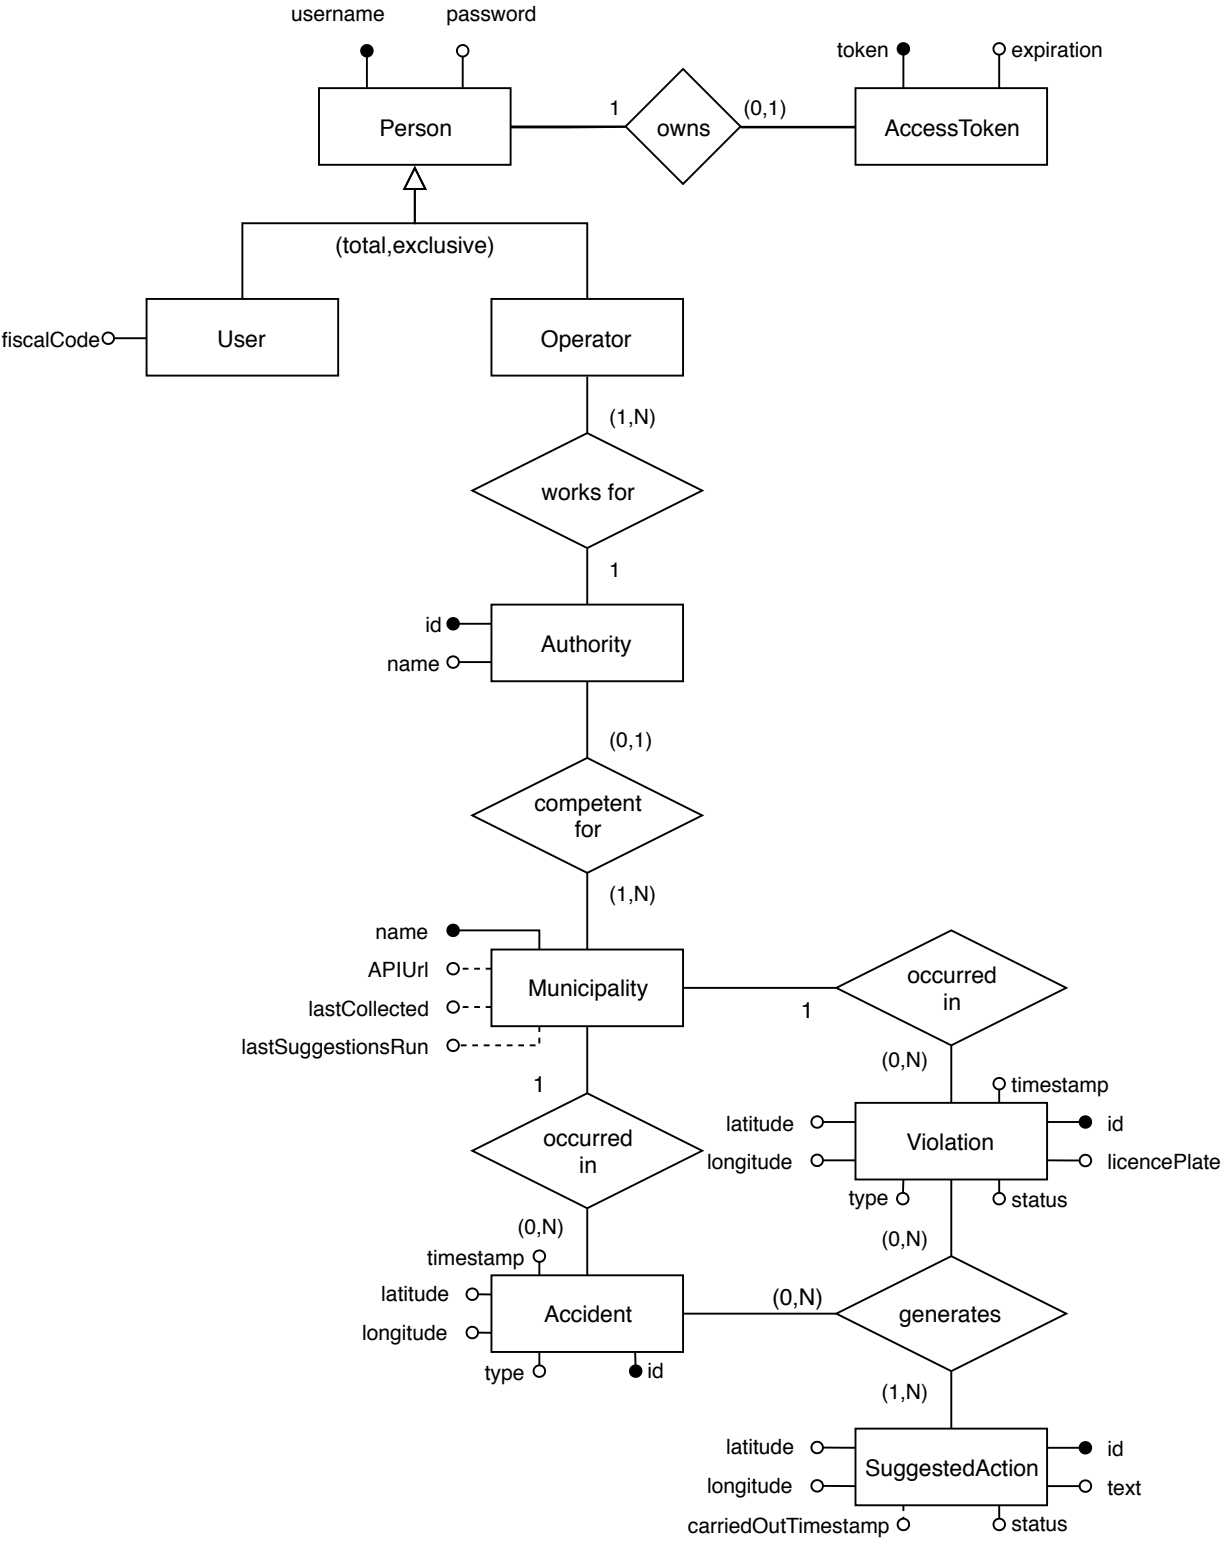 username
password
token
expiration
Person
1
owns
(0,1)
AccessToken
(total,exclusive)
fiscalCode
User
Operator
(1,N)
works for
1
id
name
Authority
(0,1)
competent
for
(1,N)
name
APIUrl
lastCollected
lastSuggestionsRun
Municipality
1
occurred
in
(0,N)
1
occurred
in
(0,N)
timestamp
latitude
longitude
Violation
id
licencePlate
type
status
(0,N)
timestamp
latitude
longitude
Accident
type
id
(0,N)
generates
(1,N)
latitude
longitude
SuggestedAction
id
text
carriedOutTimestamp
status